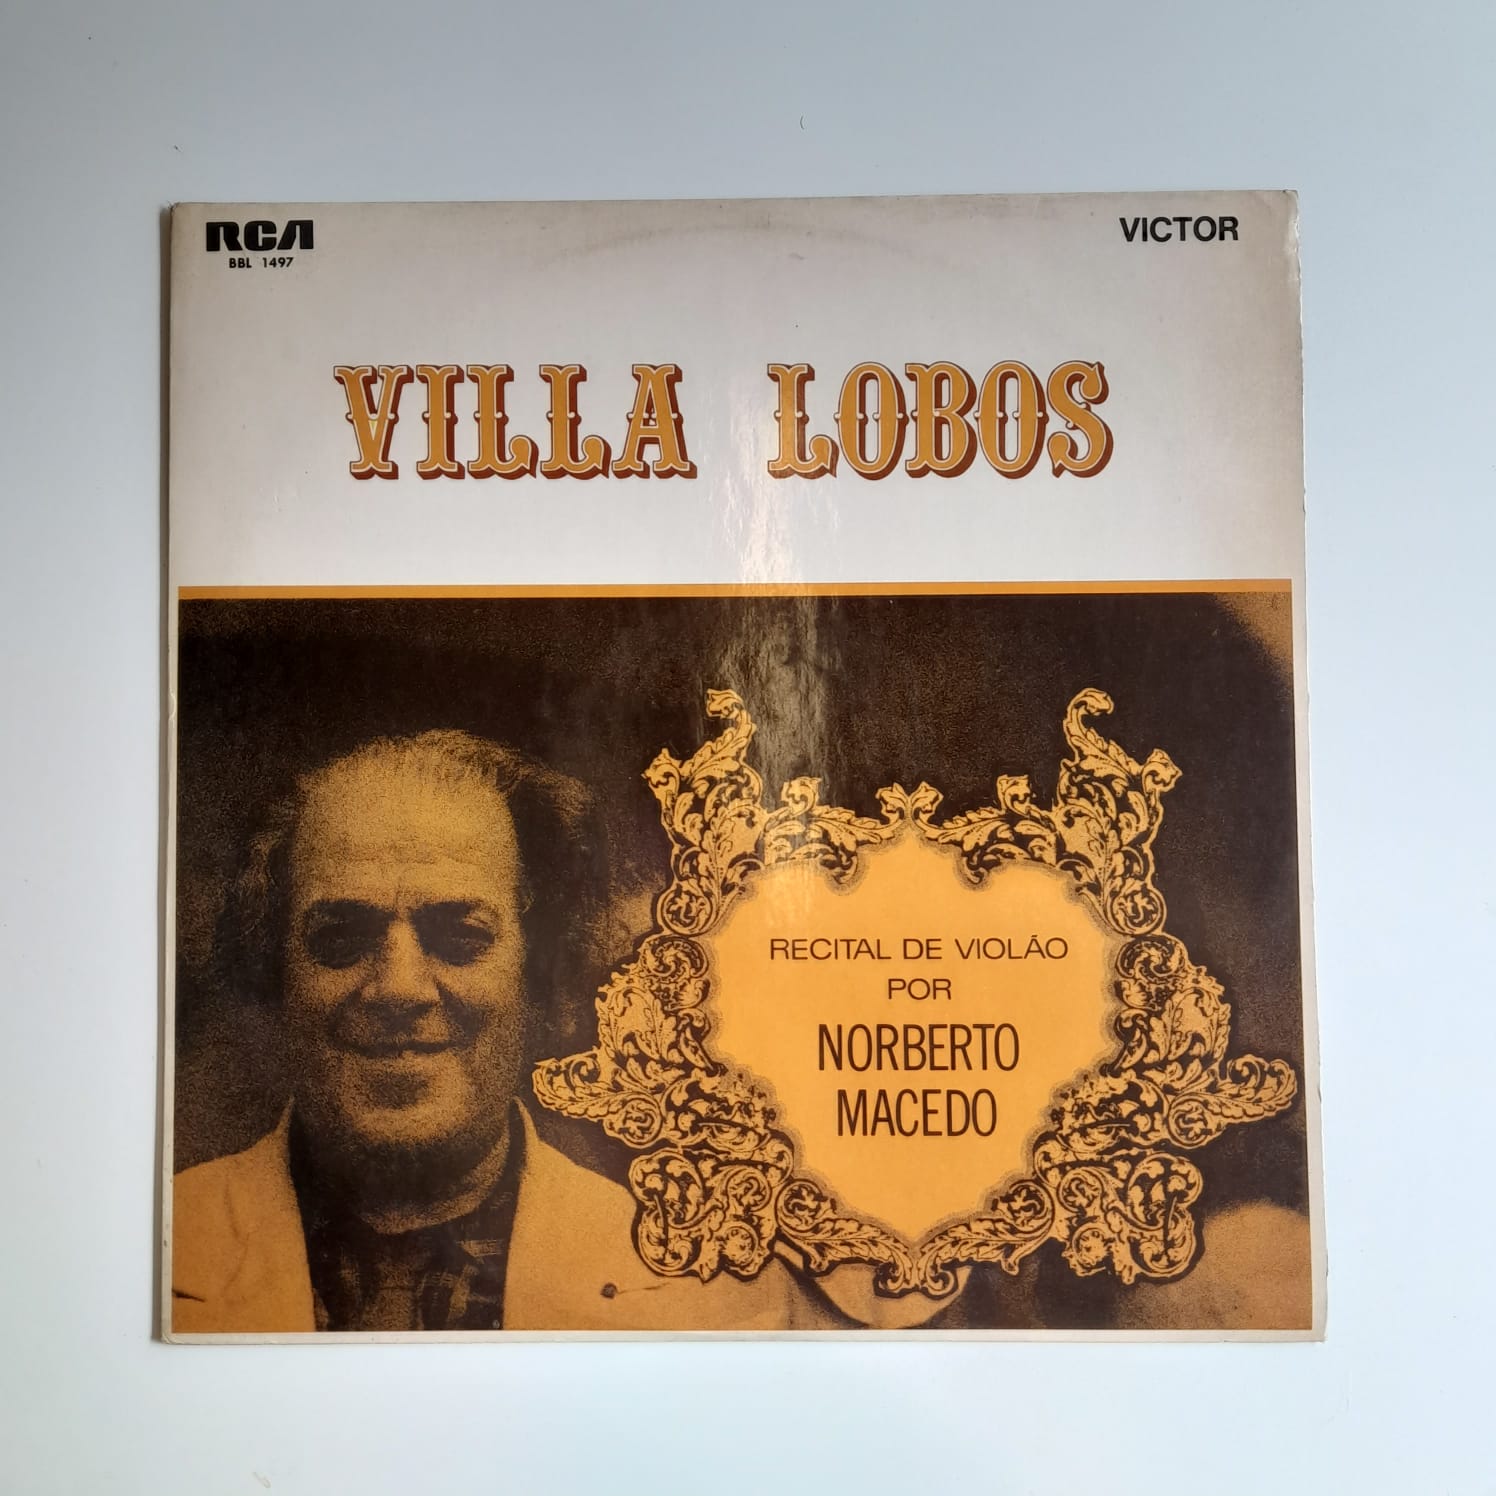 RCA
BBL 1497
VICTOR
VILLA LOBOS
RECITAL DE VIOLÃO
POR
NORBERTO
MACEDO